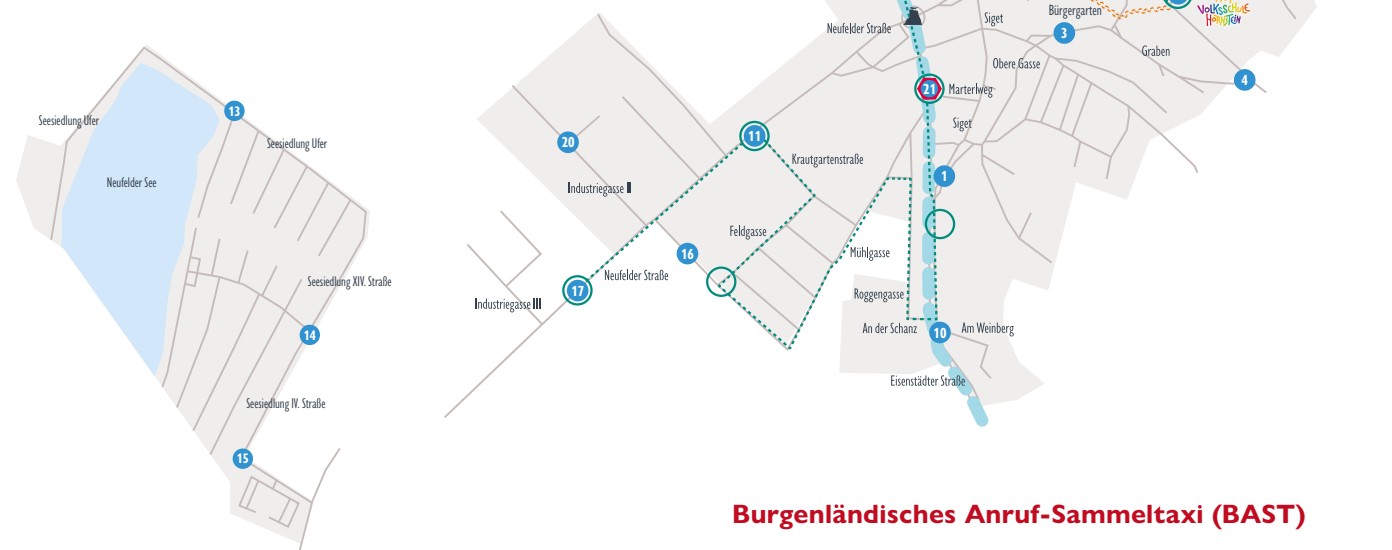 VOLKSSCHULE
HORNSTEIN
Bürgergarten
Siget
Neufelder Straße
3
Graben
Obere Gasse
4
21
Marterlweg
13
Seesiedlung Ufer
Siget
11
20
Seesiedlung Ufer
Krautgartenstraße
1
Neufelder See
Industriegasse II
Feldgasse
Mühlgasse
16
Neufelder Straße
Seesiedlung XIV. Straße
17
Roggengasse
Industriegasse III
An der Schanz
10
Am Weinberg
14
Eisenstädter Straße
Seesiedlung IV. Straße
15
Burgenländisches Anruf-Sammeltaxi (BAST)